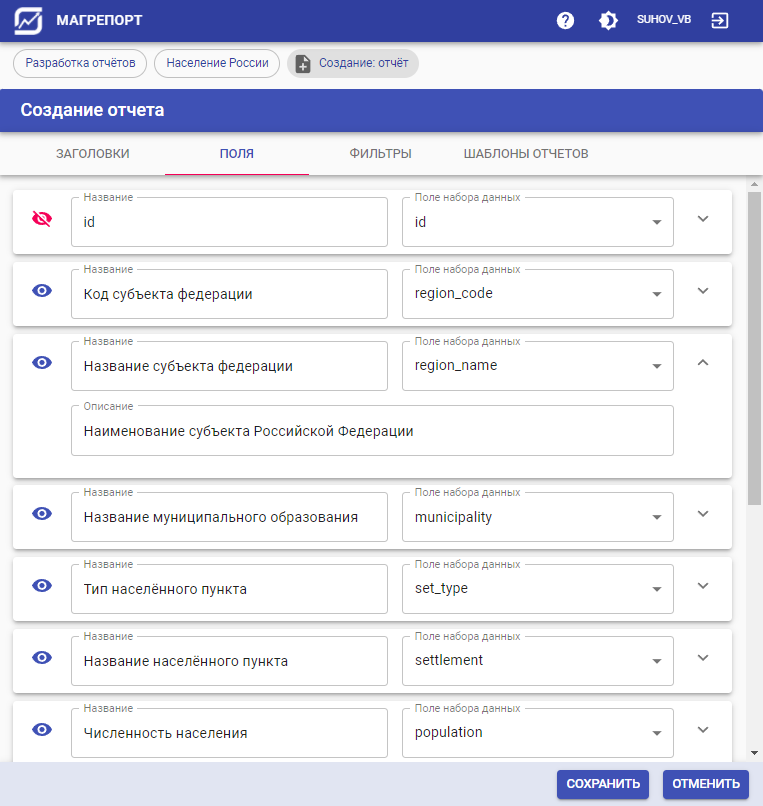 МАГРЕПОРТ
SUHOV_VB
Разработка отчётов
Население России
Создание: отчёт
Создание отчета
ЗАГОЛОВКИ
ПОЛЯ
ФИЛЬТРЫ
ШАБЛОНЫ ОТЧЕТОВ
Название
id
Поле набора данных
id
Название
Код субъекта федерации
Поле набора данных
region_code
Название
Название субъекта федерации
Поле набора данных
region_name
Описание
Наименование субъекта Российской Федерации
Название
Название муниципального образования
Поле набора данных
municipality
Название
Тип населённого пункта
Поле набора данных
set_type
Название
Название населённого пункта
Поле набора данных
settlement
Название
Численность населения
Поле набора данных
population
СОХРАНИТЬ
ОТМЕНИТЬ